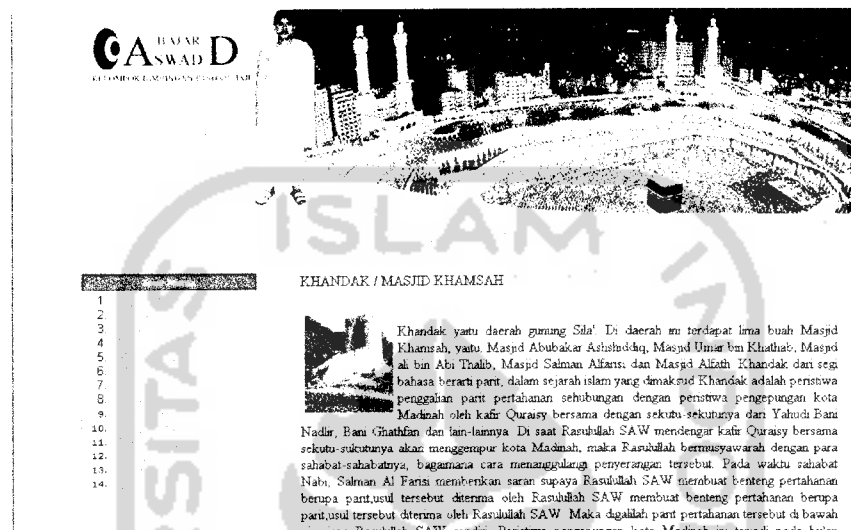 HAJAR
ASWAD
KHANDAK / MASJID KHAMSAH
1
2.
3.
4
5.
6.
7.
8.
9.
10.
11.
12.
13.
14.
Khandak yaitu daerah gunung Sila'. Di daerah ini terdapat lima buah Masjid
Khamsah, yaitu. Masjid Abubakar Ashshiddiq, Masjid Umar bin Khathab, Masjid
ali bin Abi Thalib, Masjid Salman Alfarisi dan Masjid Alfath Khandak dari segi
bahasa berarti parit, dalam sejarah islam yang dimaksud Khandak adalah peristiwa
penggalian parit pertahanan sehubungan dengan peristiwa pengepungan kota
Madinah oleh kafir Quraisy bersama dengan sekutu-sekutunya dari Yahudi Bani
Nadlir, Bani Ghathfan dan lain-lainnya. Di saat Rasulullah SAW mendengar kafir Quraisy bersama
sekutu-sukutunya akan menggempur kota Madinah, maka Rasulullah bermusyawarah dengan para
sahabat-sahabatnya, bagaimana cara menanggulangi penyerangan tersebut. Pada waktu sahabat
Nabi, Salman Al Farisi memberikan saran supaya Rasulullah SAW membuat benteng pertahanan
berupa parit,usul tersebut diterima oleh Rasulullah SAW membuat benteng pertahanan berupa
parit,usul tersebut diterima oleh Rasulullah SAW Maka digalilah parit pertahanan tersebut di bawah
ISLAM